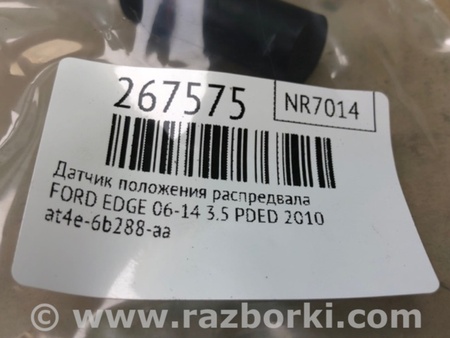 267575
NR7014
Датчик положения распредвала
FORD EDGE 06-14 3.5 PDED 2010
at4e-6b288-aa
© www.razborki.com/